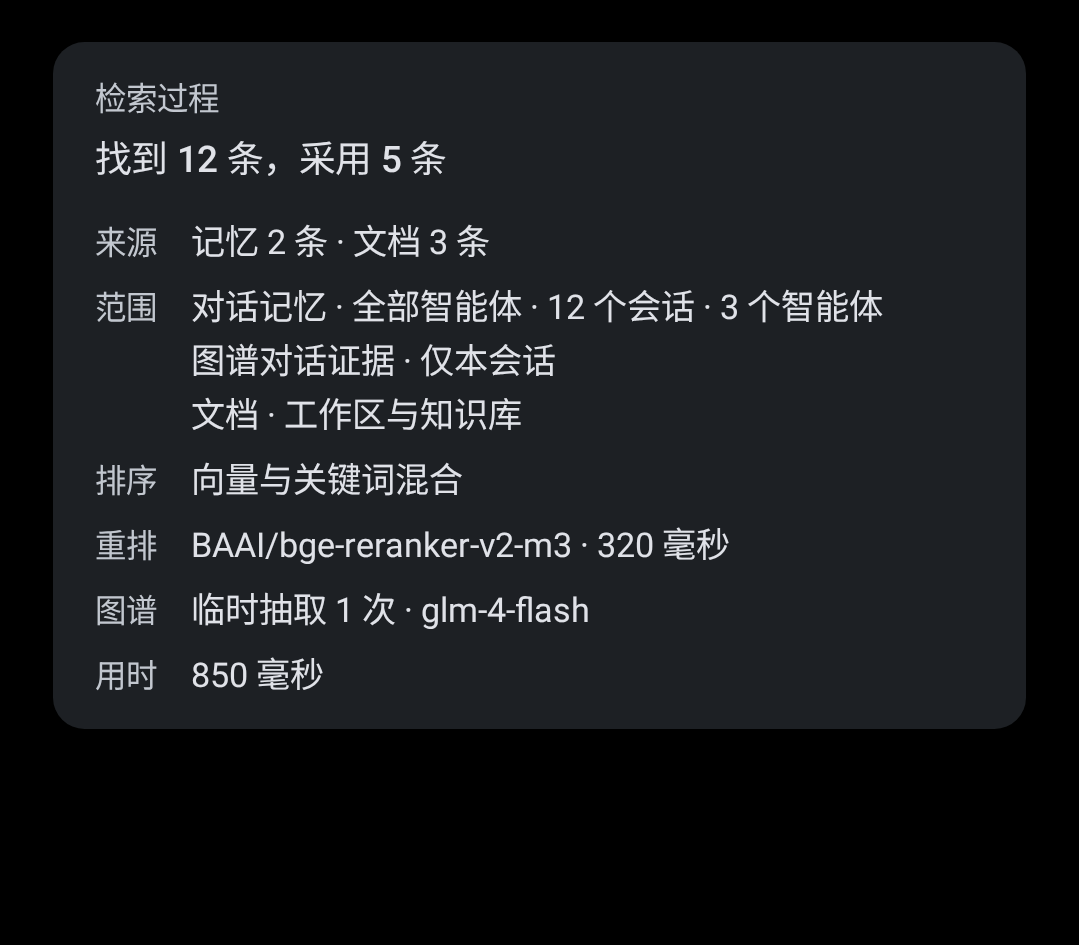 检索过程
找到 12 条，采用 5 条
来源 记忆 2 条 · 文档 3 条
范围 对话记忆 · 全部智能体 · 12 个会话 · 3 个智能体
图谱对话证据 · 仅本会话
文档 · 工作区与知识库
排序 向量与关键词混合
重排 BAAI/bge-reranker-v2-m3 · 320 毫秒
图谱 临时抽取 1 次 · glm-4-flash
用时 850 毫秒